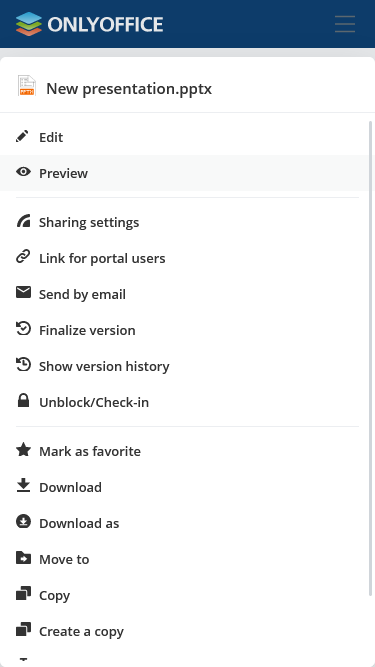 ONLYOFFICE
New presentation.pptx
Edit
Preview
Sharing settings
Link for portal users
Send by email
Finalize version
Show version history
Unblock/Check-in
Mark as favorite
Download
Download as
Move to
Copy
Create a copy